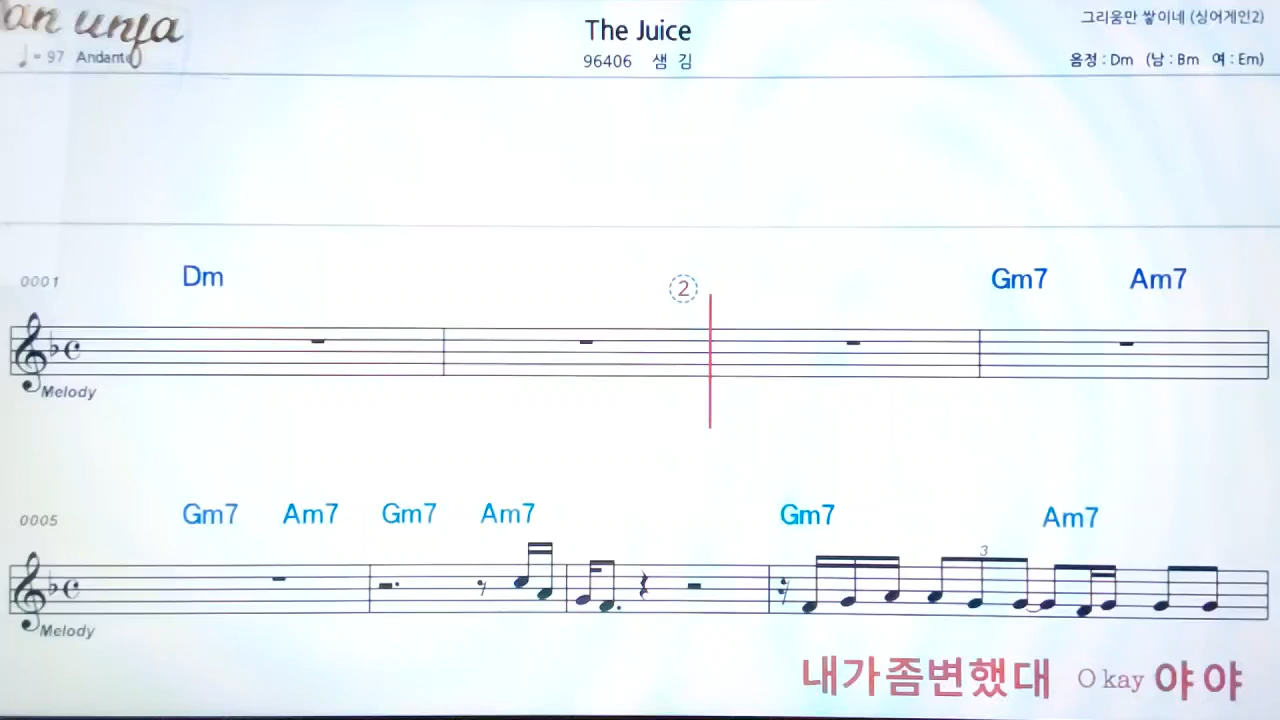 The Juice
그리움만 쌓이네 (싱어게인2)
♩= 97 Andante
96406 샘 김
음정 : Dm (남 : Bm 여 : Em)
0001 Dm ② Gm7 Am7
Melody
0005 Gm7 Am7 Gm7 Am7 Gm7 Am7
3
Melody
내가좀변했대 O kay 야야